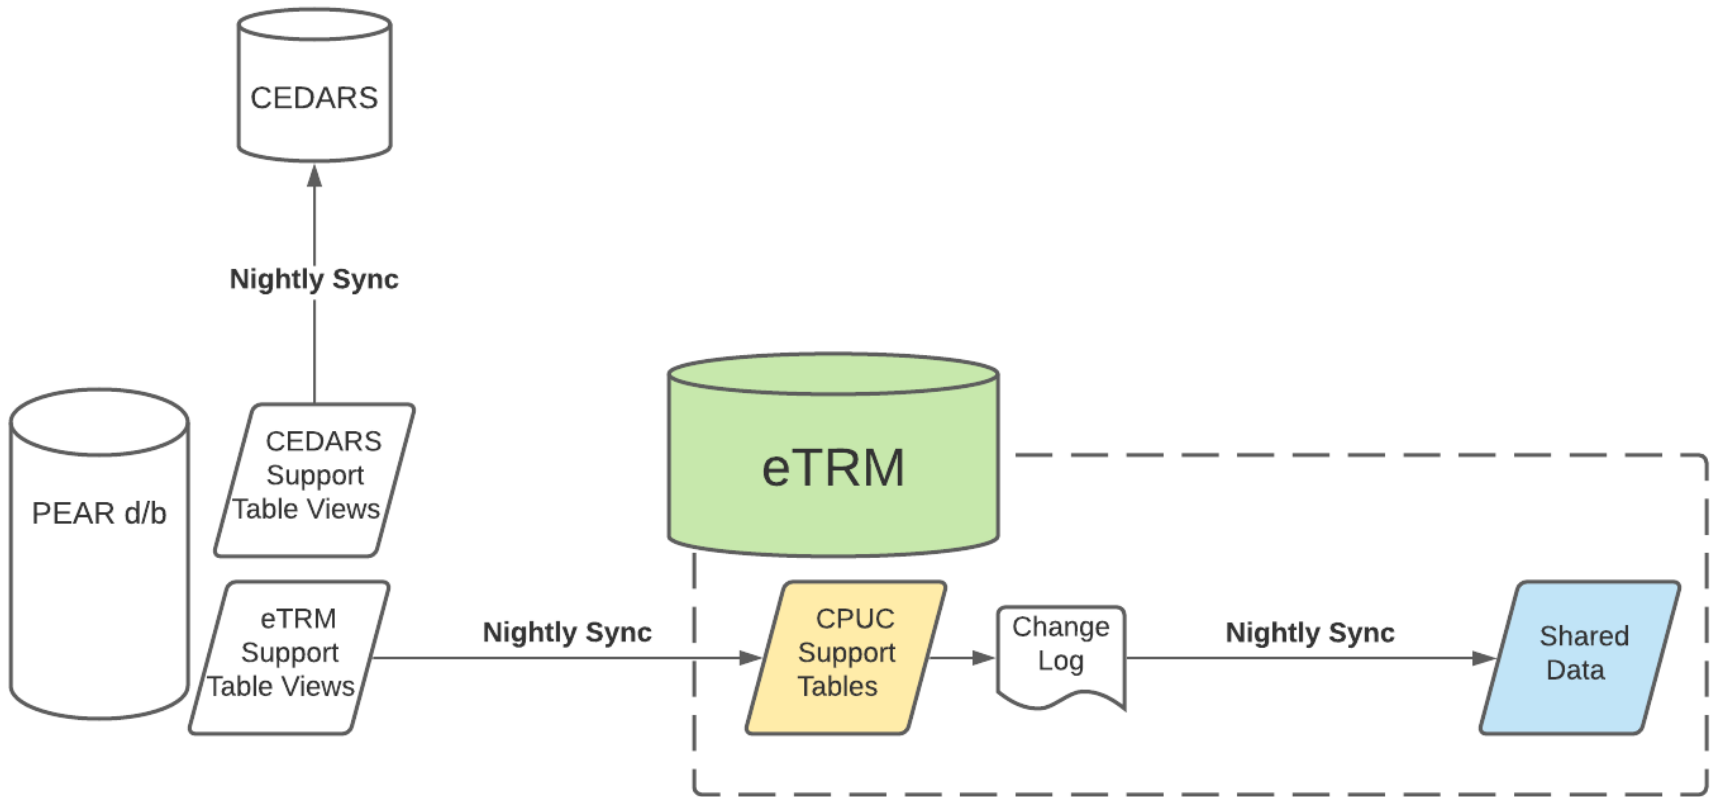 CEDARS
Nightly Sync
CEDARS
Support
Table Views
PEAR d/b
eTRM
eTRM
Support
Table Views
Nightly Sync
CPUC
Support
Tables
Change
Log
Nightly Sync
Shared
Data